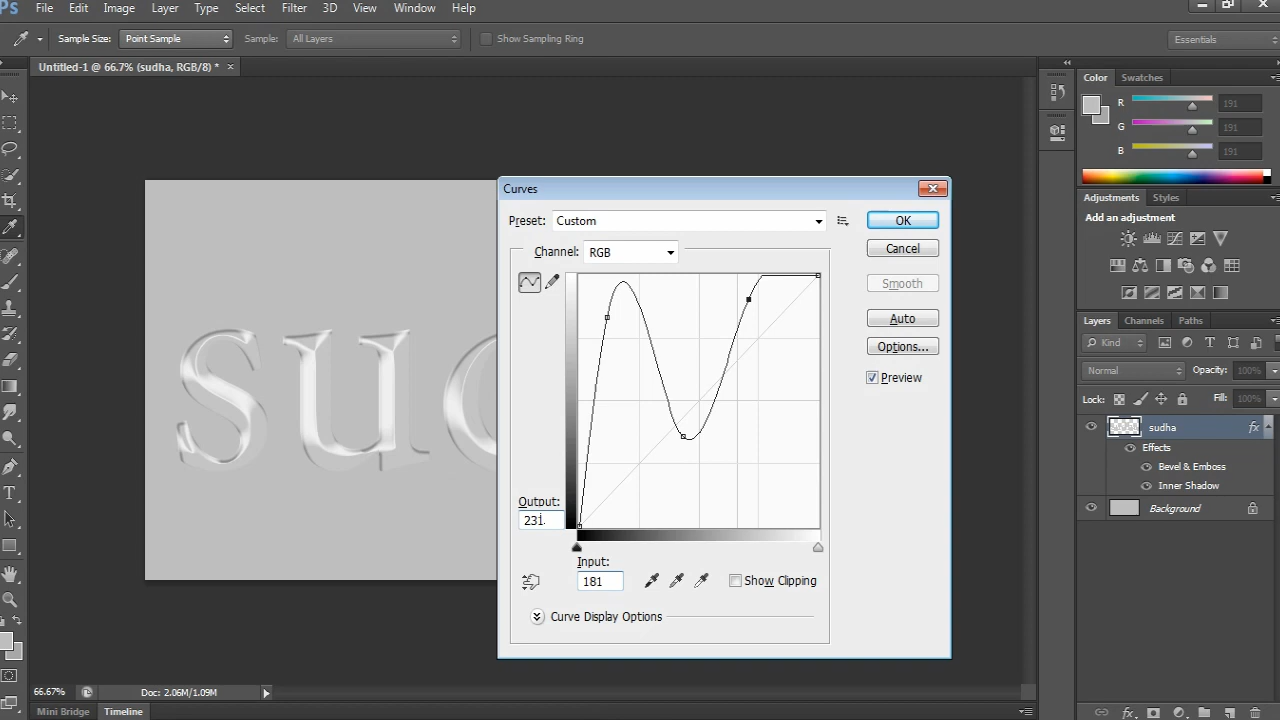 Ps File Edit Image Layer Type Select Filter 3D View Window Help
Sample Size: Point Sample Sample: All Layers Show Sampling Ring Essentials
Untitled-1 @ 66.7% (sudha, RGB/8) * ×
Color Swatches
R 191
G 191
B 191
Adjustments Styles
Add an adjustment
Layers Channels Paths
Kind
Normal Opacity: 100%
Lock: Fill: 100%
sudha fx
Effects
Bevel & Emboss
Inner Shadow
Background
su
Curves
Preset: Custom
OK
Channel: RGB
Cancel
Smooth
Auto
Options...
Preview
Output:
231
Input:
181
Show Clipping
Curve Display Options
66.67% Doc: 2.06M/1.09M
Mini Bridge Timeline